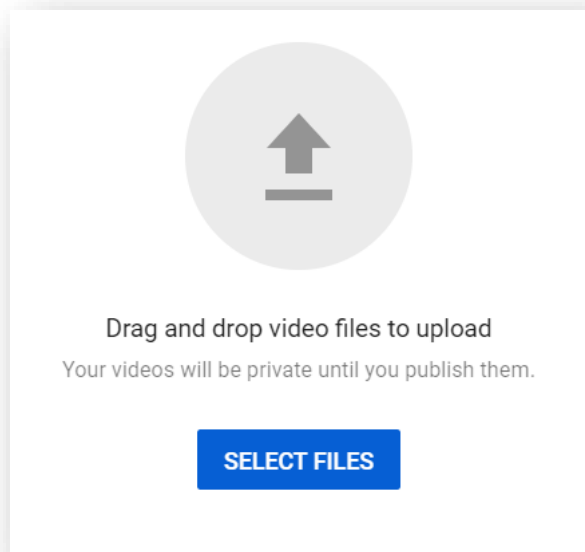 Drag and drop video files to upload
Your videos will be private until you publish them.
SELECT FILES